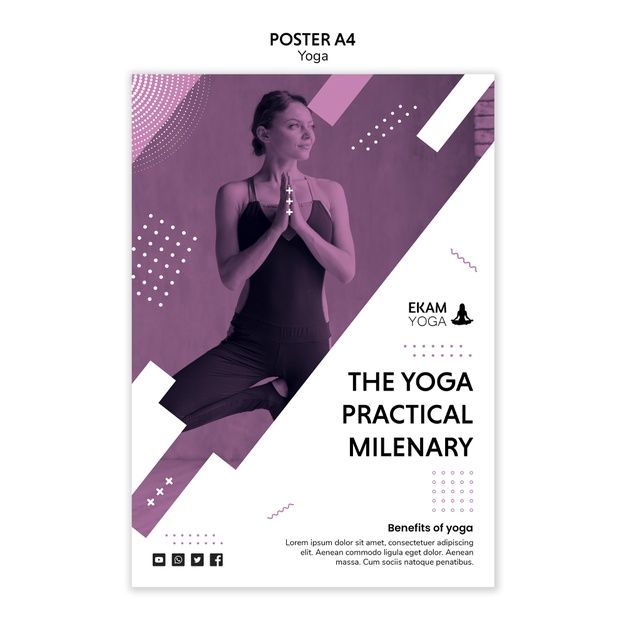 POSTER A4
Yoga
EKAM
YOGA
THE YOGA
PRACTICAL
MILENARY
Benefits of yoga
Lorem ipsum dolor sit amet, consectetuer adipiscing
elit. Aenean commodo ligula eget dolor. Aenean
massa. Cum sociis natoque penatibus.